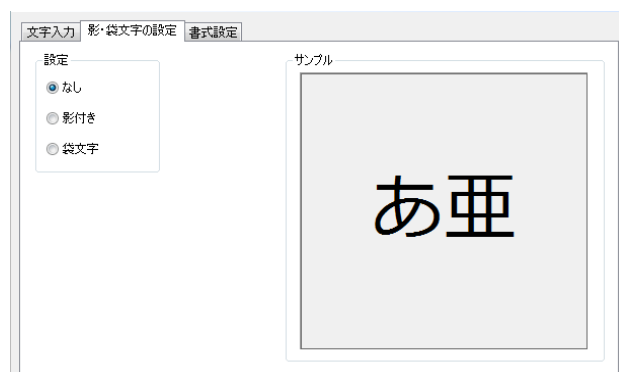 文字入力 影・袋文字の設定 書式設定
設定
なし
影付き
袋文字
サンプル
あ亜